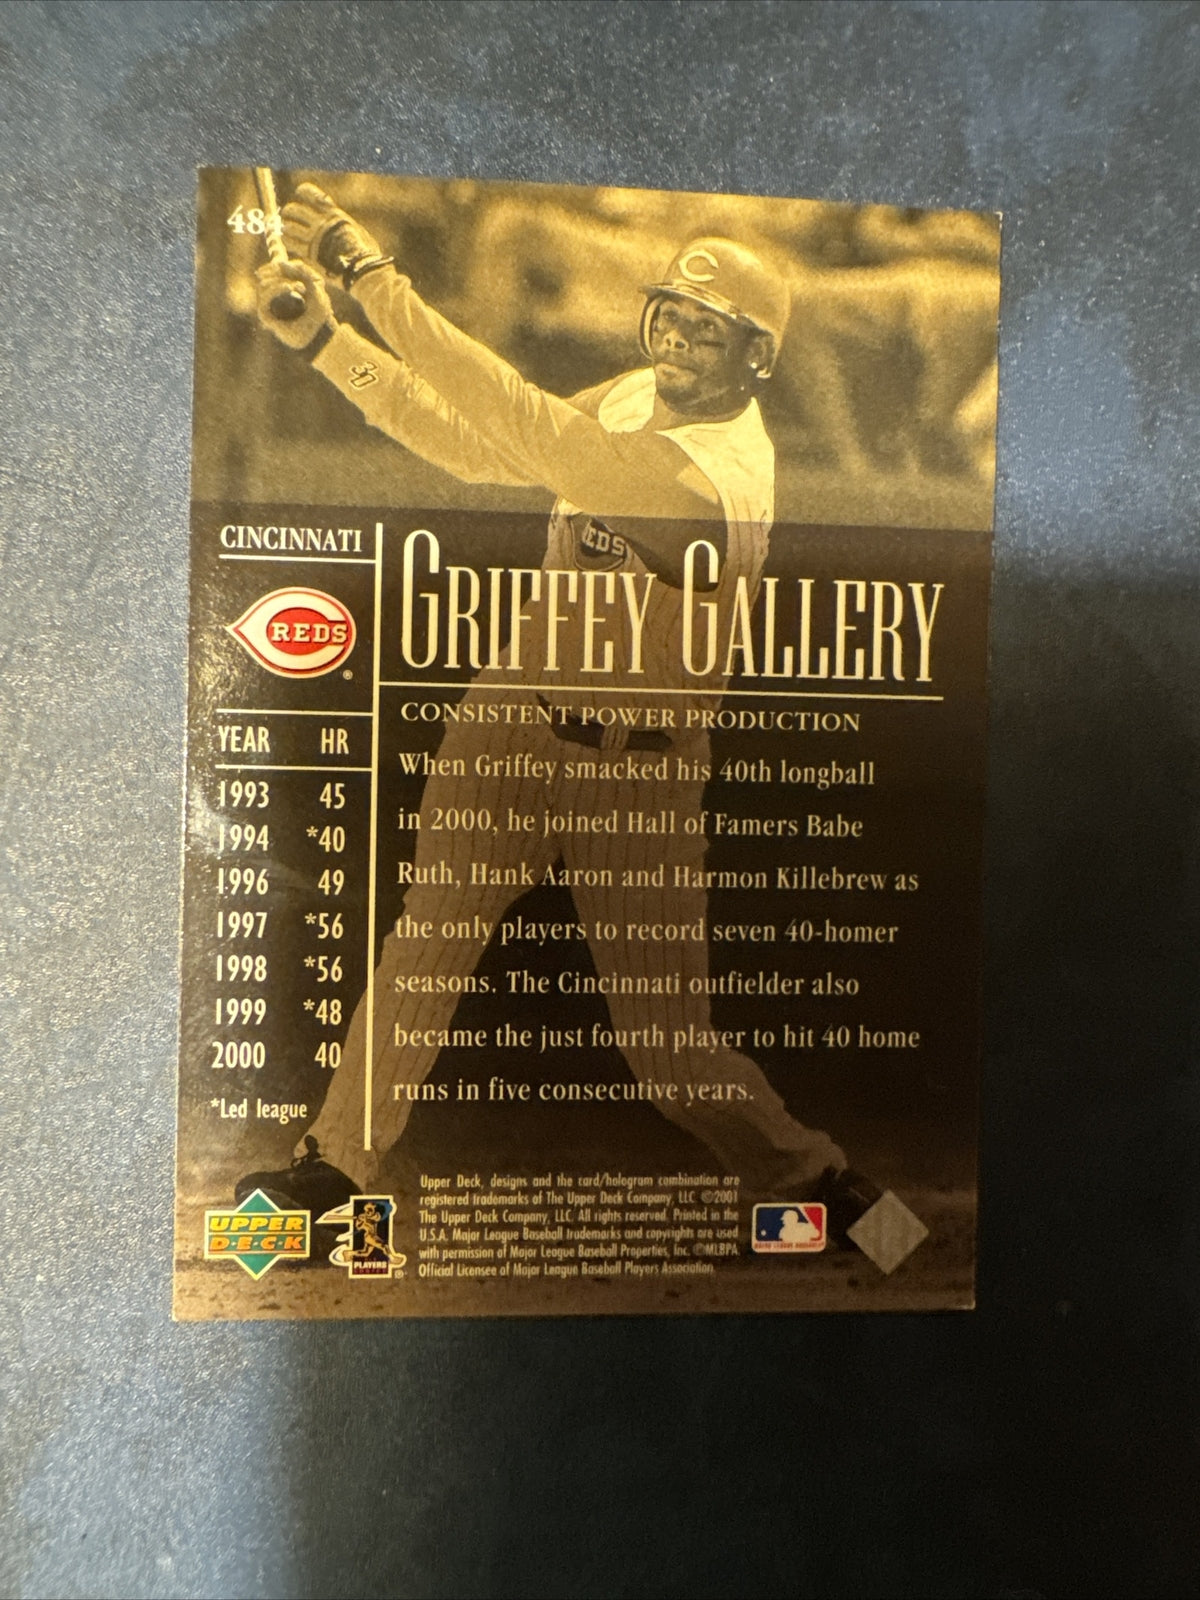 484
30
C
EDS
CINCINNATI
REDS
®
GRIFFEY GALLERY
CONSISTENT POWER PRODUCTION
When Griffey smacked his 40th longball
in 2000, he joined Hall of Famers Babe
Ruth, Hank Aaron and Harmon Killebrew as
the only players to record seven 40-homer
seasons. The Cincinnati outfielder also
became the just fourth player to hit 40 home
runs in five consecutive years.
YEAR HR
1993 45
1994 *40
1996 49
1997 *56
1998 *56
1999 *48
2000 40
*Led league
UPPER
D·E·C·K
PLAYERS
®
Upper Deck, designs and the card/hologram combination are
registered trademarks of The Upper Deck Company, LLC ©2001
The Upper Deck Company, LLC. All rights reserved. Printed in the
U.S.A. Major League Baseball trademarks and copyrights are used
with permission of Major League Baseball Properties, Inc. ©MLBPA
Official Licensee of Major League Baseball Players Association